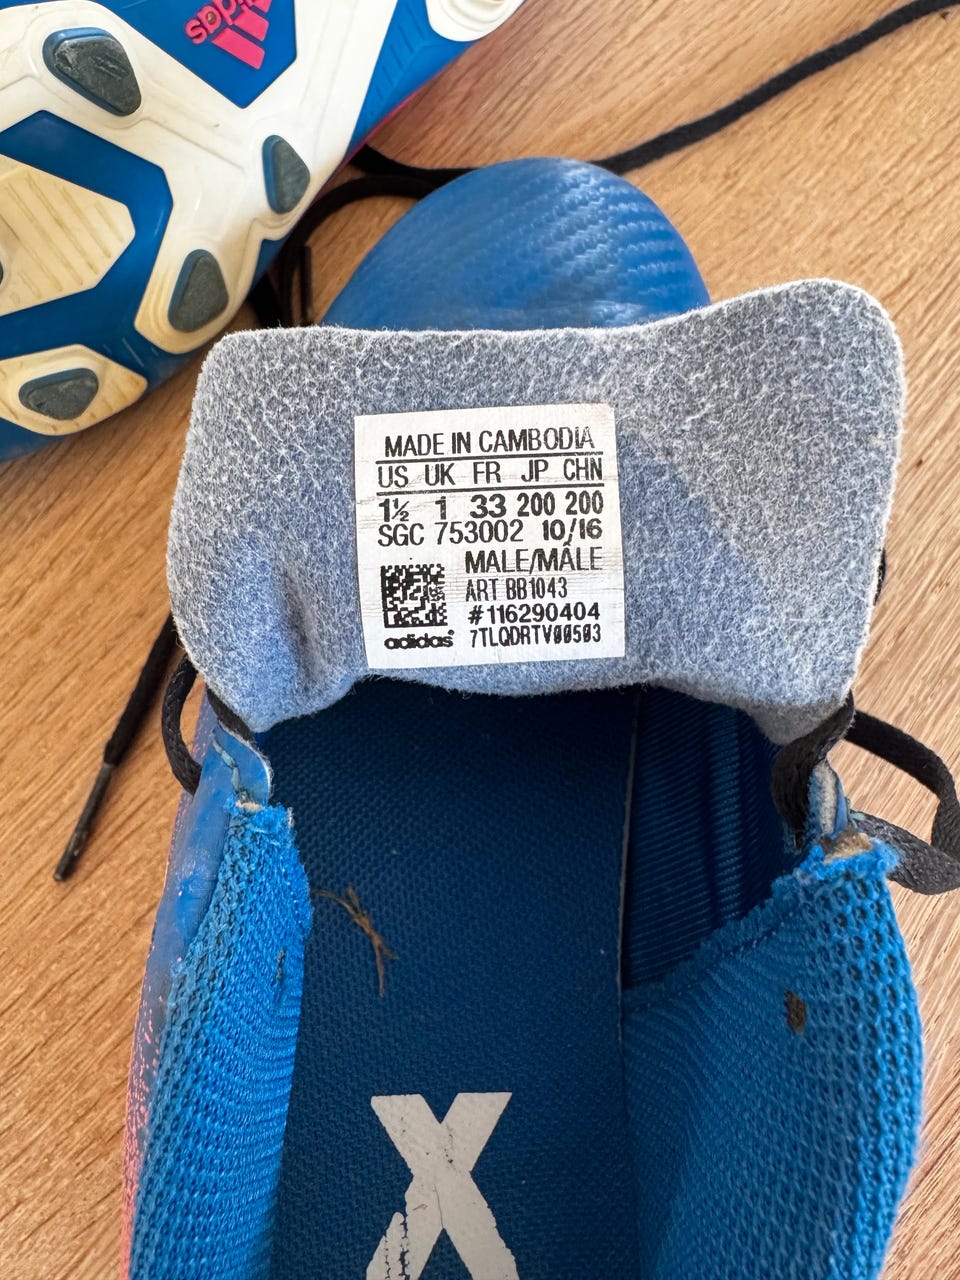 adidas
MADE IN CAMBODIA
US UK FR JP CHN
1½ 1 33 200 200
SGC 753002 10/16
MALE/MÂLE
ART BB1043
#116290404
adidas® 7TLQDRTV00503
X